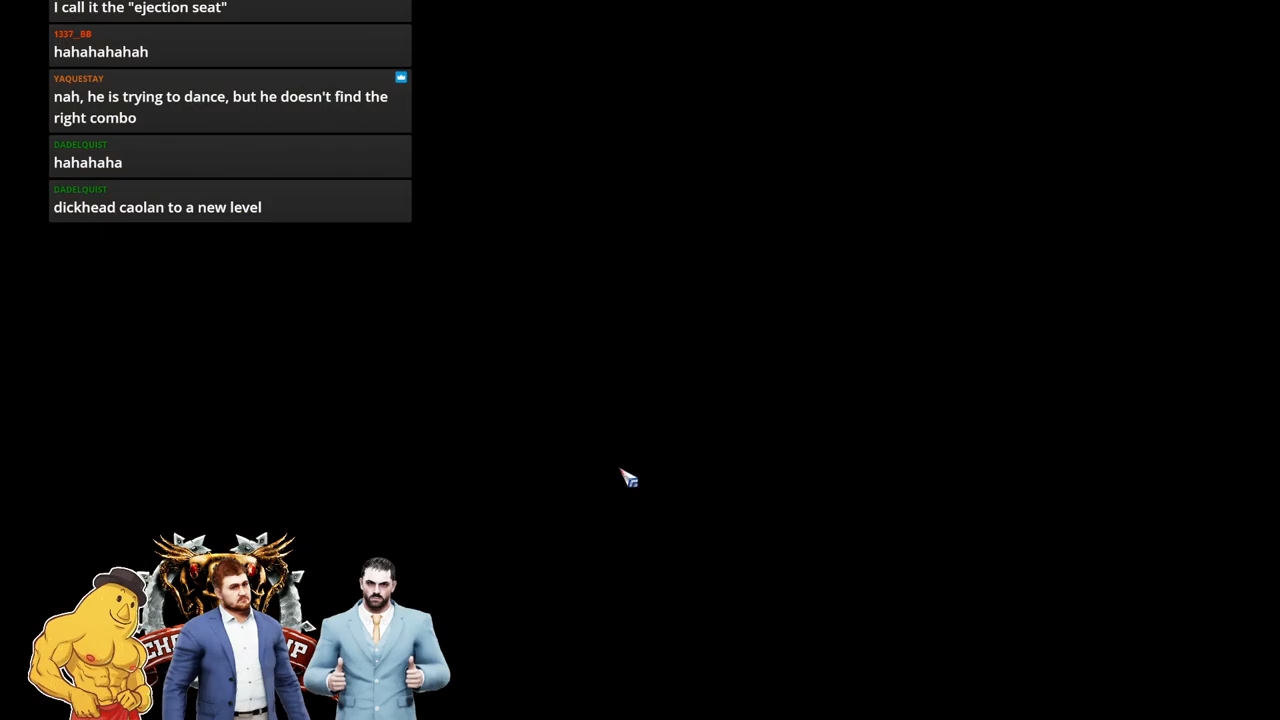 I call it the "ejection seat"
1337_BB
hahahahahah
YAQUESTAY
nah, he is trying to dance, but he doesn't find the
right combo
DADELQUIST
hahahaha
DADELQUIST
dickhead caolan to a new level